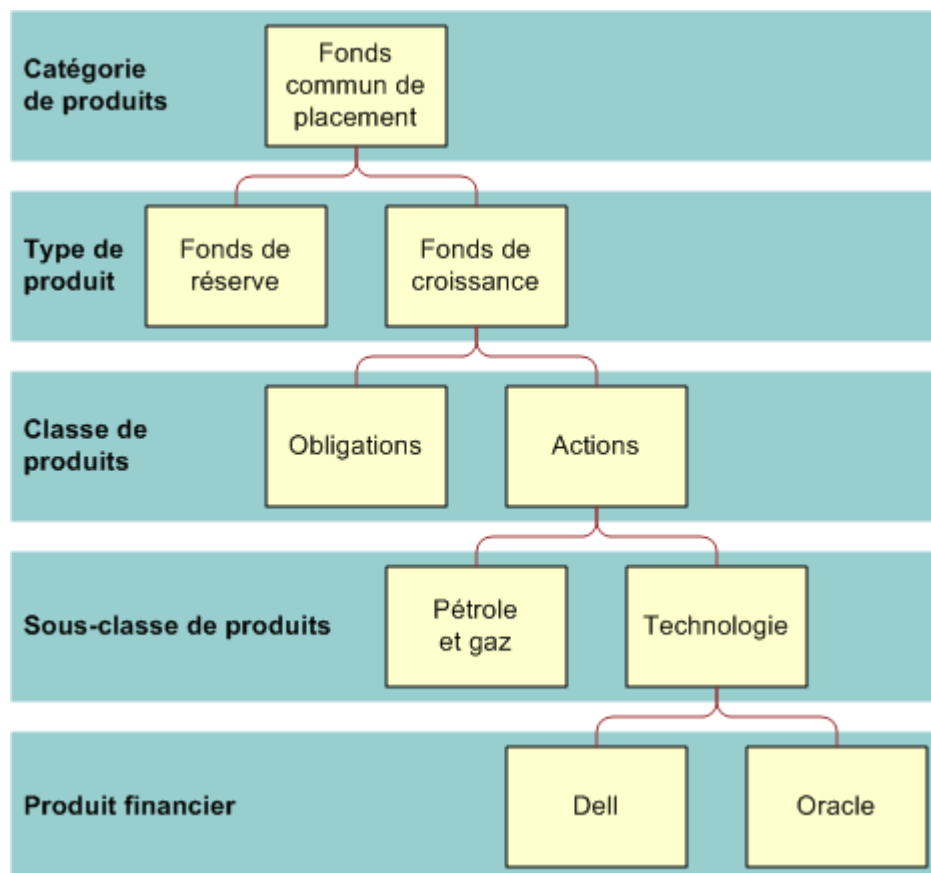 Catégorie
de produits
Fonds
commun de
placement
Type de
produit
Fonds de
réserve
Fonds de
croissance
Classe de
produits
Obligations
Actions
Sous-classe de produits
Pétrole
et gaz
Technologie
Produit financier
Dell
Oracle